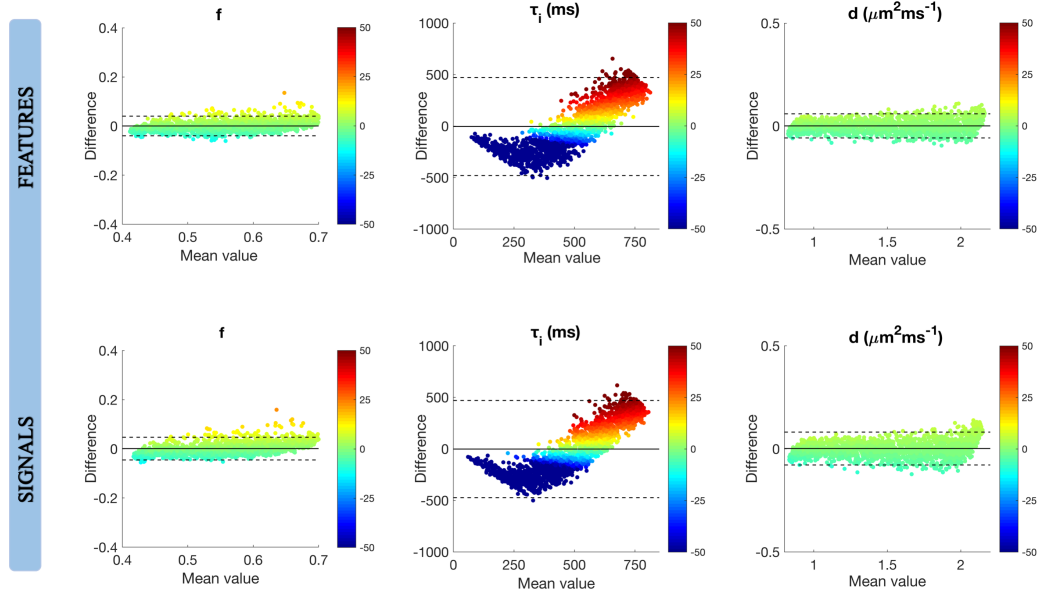 FEATURES
f
Difference
0.4
0.2
0
-0.2
-0.4
0.4 0.5 0.6 0.7
Mean value
50
25
0
-25
-50
τi (ms)
Difference
1000
500
0
-500
-1000
0 250 500 750
Mean value
50
25
0
-25
-50
d (μm²ms⁻¹)
Difference
0.5
0
-0.5
1 1.5 2
Mean value
50
25
0
-25
-50
SIGNALS
f
Difference
0.4
0.2
0
-0.2
-0.4
0.4 0.5 0.6 0.7
Mean value
50
25
0
-25
-50
τi (ms)
Difference
1000
500
0
-500
-1000
0 250 500 750
Mean value
50
25
0
-25
-50
d (μm²ms⁻¹)
Difference
0.5
0
-0.5
1 1.5 2
Mean value
50
25
0
-25
-50